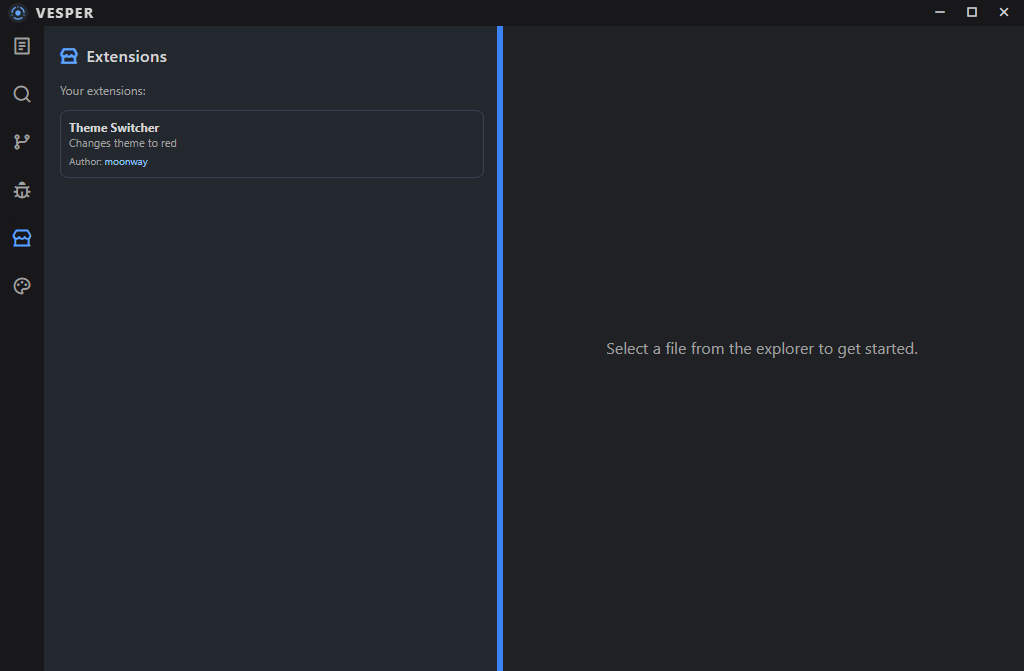 VESPER
Extensions
Your extensions:
Theme Switcher
Changes theme to red
Author: moonway
Select a file from the explorer to get started.